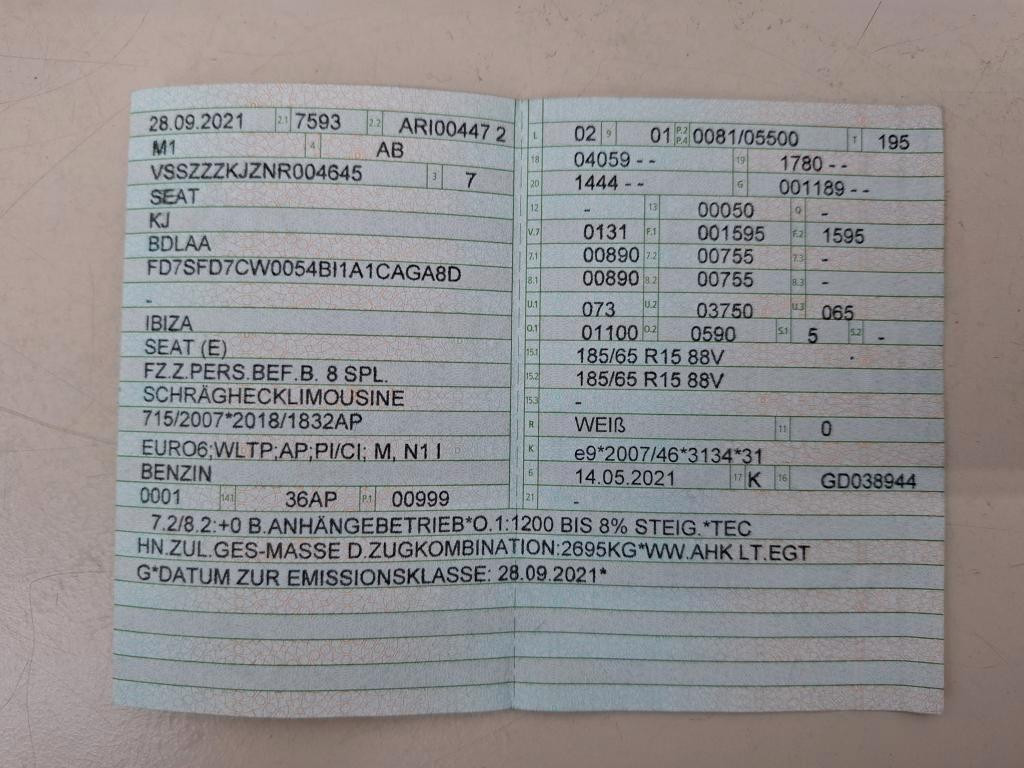 28.09.2021 2.1 7593 2.2 ARI00447 2
M1 4 AB
VSSZZZKJZNR004645 3 7
SEAT
KJ
BDLAA
FD7SFD7CW0054BI1A1CAGA8D
-
IBIZA
SEAT (E)
FZ.Z.PERS.BEF.B. 8 SPL.
SCHRÄGHECKLIMOUSINE
715/2007*2018/1832AP
EURO6;WLTP;AP;PI/CI; M, N1 I
BENZIN
0001 14.1 36AP P.1 00999
L 02 9 01 P.2 P.4 0081/05500 T 195
18 04059 - - 19 1780 - -
20 1444 - - G 001189 - -
12 - 13 00050 Q -
V.7 0131 F.1 001595 F.2 1595
7.1 00890 7.2 00755 7.3 -
8.1 00890 8.2 00755 8.3 -
U.1 073 U.2 03750 U.3 065
O.1 01100 O.2 0590 S.1 5 S.2 -
15.1 185/65 R15 88V
15.2 185/65 R15 88V
15.3 -
R WEIß 11 0
K e9*2007/46*3134*31
6 14.05.2021 17 K 16 GD038944
21 -
7.2/8.2:+0 B.ANHÄNGEBETRIEB*O.1:1200 BIS 8% STEIG.*TEC
HN.ZUL.GES-MASSE D.ZUGKOMBINATION:2695KG*WW.AHK LT.EGT
G*DATUM ZUR EMISSIONSKLASSE: 28.09.2021*